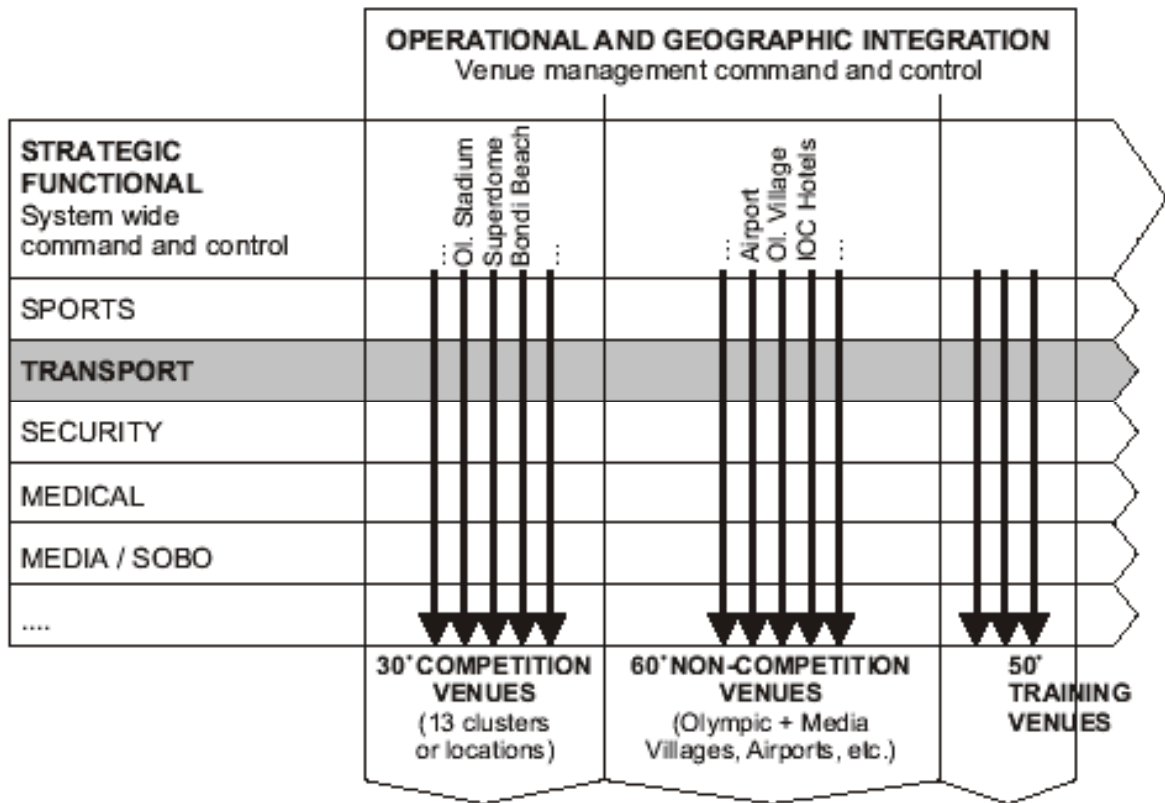 OPERATIONAL AND GEOGRAPHIC INTEGRATION
Venue management command and control
STRATEGIC
FUNCTIONAL
System wide
command and control
...
Ol. Stadium
Superdome
Bondi Beach
...
...
Airport
Ol. Village
IOC Hotels
...
SPORTS
TRANSPORT
SECURITY
MEDICAL
MEDIA / SOBO
....
30+ COMPETITION
VENUES
(13 clusters
or locations)
60+ NON-COMPETITION
VENUES
(Olympic + Media
Villages, Airports, etc.)
50+
TRAINING
VENUES